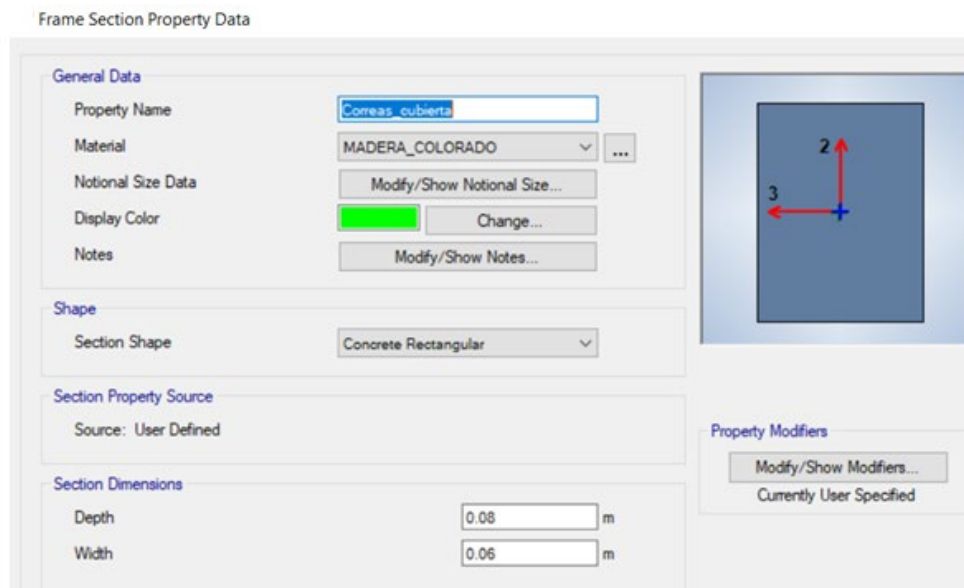 Frame Section Property Data
General Data
Property Name Correas_cubierta
Material MADERA_COLORADO ...
Notional Size Data Modify/Show Notional Size...
Display Color Change...
Notes Modify/Show Notes...
Shape
Section Shape Concrete Rectangular
Section Property Source
Source: User Defined
Section Dimensions
Depth 0.08 m
Width 0.06 m
2
3
Property Modifiers
Modify/Show Modifiers...
Currently User Specified